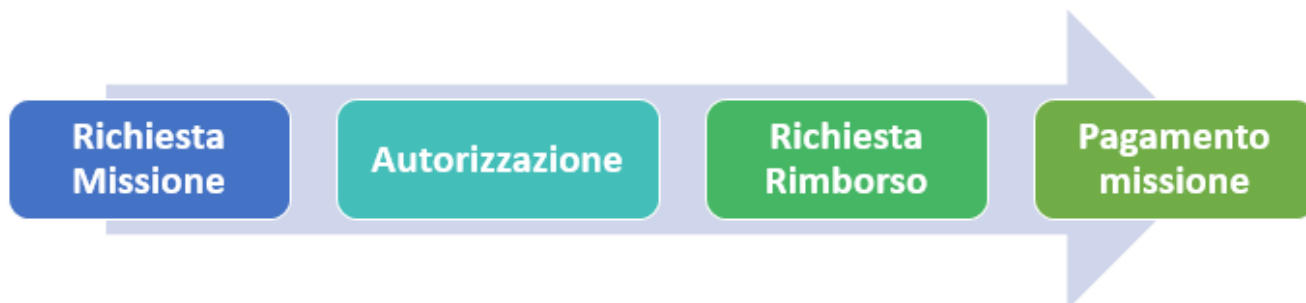 Richiesta
Missione
Autorizzazione
Richiesta
Rimborso
Pagamento
missione